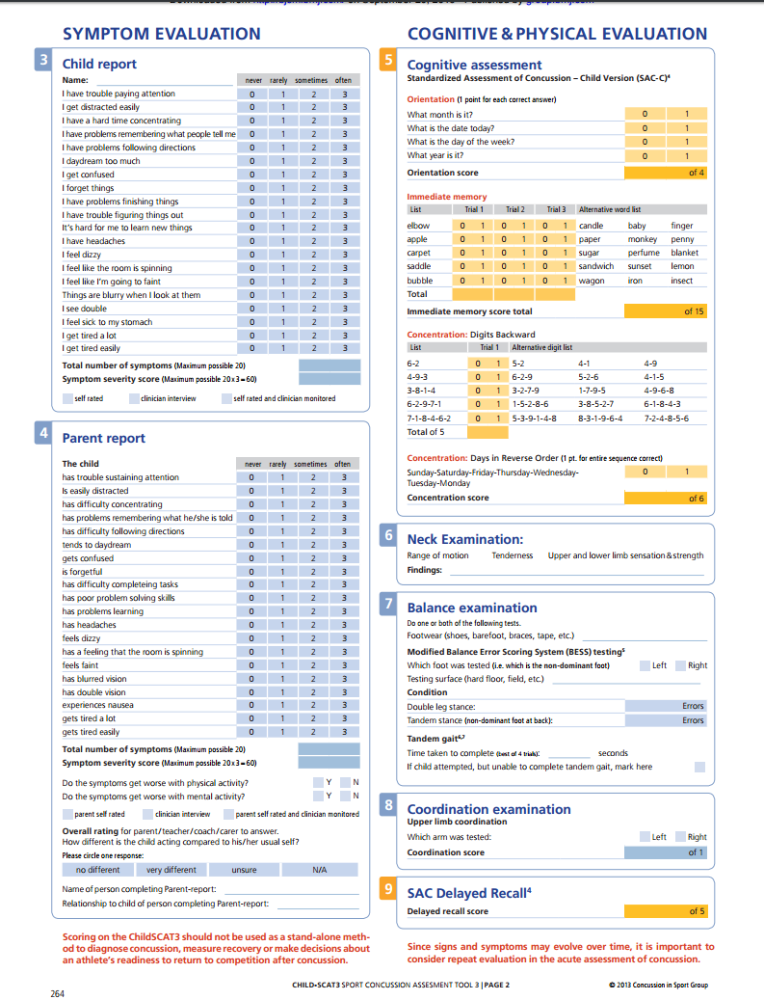 SYMPTOM EVALUATION
3
Child report
Name:
never rarely sometimes often
I have trouble paying attention 0 1 2 3
I get distracted easily 0 1 2 3
I have a hard time concentrating 0 1 2 3
I have problems remembering what people tell me 0 1 2 3
I have problems following directions 0 1 2 3
I daydream too much 0 1 2 3
I get confused 0 1 2 3
I forget things 0 1 2 3
I have problems finishing things 0 1 2 3
I have trouble figuring things out 0 1 2 3
It's hard for me to learn new things 0 1 2 3
I have headaches 0 1 2 3
I feel dizzy 0 1 2 3
I feel like the room is spinning 0 1 2 3
I feel like I'm going to faint 0 1 2 3
Things are blurry when I look at them 0 1 2 3
I see double 0 1 2 3
I feel sick to my stomach 0 1 2 3
I get tired a lot 0 1 2 3
I get tired easily 0 1 2 3
Total number of symptoms (Maximum possible 20)
Symptom severity score (Maximum possible 20 x 3 = 60)
self rated clinician interview self rated and clinician monitored
4
Parent report
The child never rarely sometimes often
has trouble sustaining attention 0 1 2 3
Is easily distracted 0 1 2 3
has difficulty concentrating 0 1 2 3
has problems remembering what he/she is told 0 1 2 3
has difficulty following directions 0 1 2 3
tends to daydream 0 1 2 3
gets confused 0 1 2 3
is forgetful 0 1 2 3
has difficulty completeing tasks 0 1 2 3
has poor problem solving skills 0 1 2 3
has problems learning 0 1 2 3
has headaches 0 1 2 3
feels dizzy 0 1 2 3
has a feeling that the room is spinning 0 1 2 3
feels faint 0 1 2 3
has blurred vision 0 1 2 3
has double vision 0 1 2 3
experiences nausea 0 1 2 3
gets tired a lot 0 1 2 3
gets tired easily 0 1 2 3
Total number of symptoms (Maximum possible 20)
Symptom severity score (Maximum possible 20 x 3 = 60)
Do the symptoms get worse with physical activity? Y N
Do the symptoms get worse with mental activity? Y N
parent self rated clinician interview parent self rated and clinician monitored
Overall rating for parent/teacher/coach/carer to answer.
How different is the child acting compared to his/her usual self?
Please circle one response:
no different very different unsure N/A
Name of person completing Parent-report:
Relationship to child of person completing Parent-report:
Scoring on the ChildSCAT3 should not be used as a stand-alone meth-
od to diagnose concussion, measure recovery or make decisions about
an athlete's readiness to return to competition after concussion.
COGNITIVE & PHYSICAL EVALUATION
5
Cognitive assessment
Standardized Assessment of Concussion – Child Version (SAC-C)⁴
Orientation (1 point for each correct answer)
What month is it? 0 1
What is the date today? 0 1
What is the day of the week? 0 1
What year is it? 0 1
Orientation score of 4
Immediate memory
List Trial 1 Trial 2 Trial 3 Alternative word list
elbow 0 1 0 1 0 1 candle baby finger
apple 0 1 0 1 0 1 paper monkey penny
carpet 0 1 0 1 0 1 sugar perfume blanket
saddle 0 1 0 1 0 1 sandwich sunset lemon
bubble 0 1 0 1 0 1 wagon iron insect
Total
Immediate memory score total of 15
Concentration: Digits Backward
List Trial 1 Alternative digit list
6-2 0 1 5-2 4-1 4-9
4-9-3 0 1 6-2-9 5-2-6 4-1-5
3-8-1-4 0 1 3-2-7-9 1-7-9-5 4-9-6-8
6-2-9-7-1 0 1 1-5-2-8-6 3-8-5-2-7 6-1-8-4-3
7-1-8-4-6-2 0 1 5-3-9-1-4-8 8-3-1-9-6-4 7-2-4-8-5-6
Total of 5
Concentration: Days in Reverse Order (1 pt. for entire sequence correct)
Sunday-Saturday-Friday-Thursday-Wednesday- 0 1
Tuesday-Monday
Concentration score of 6
6
Neck Examination:
Range of motion Tenderness Upper and lower limb sensation & strength
Findings:
7
Balance examination
Do one or both of the following tests.
Footwear (shoes, barefoot, braces, tape, etc.)
Modified Balance Error Scoring System (BESS) testing⁵
Which foot was tested (i.e. which is the non-dominant foot) Left Right
Testing surface (hard floor, field, etc.)
Condition
Double leg stance: Errors
Tandem stance (non-dominant foot at back): Errors
Tandem gait⁶,⁷
Time taken to complete (best of 4 trials): seconds
If child attempted, but unable to complete tandem gait, mark here
8
Coordination examination
Upper limb coordination
Which arm was tested: Left Right
Coordination score of 1
9
SAC Delayed Recall⁴
Delayed recall score of 5
Since signs and symptoms may evolve over time, it is important to
consider repeat evaluation in the acute assessment of concussion.
CHILD-SCAT3 SPORT CONCUSSION ASSESMENT TOOL 3 | PAGE 2
© 2013 Concussion in Sport Group
264